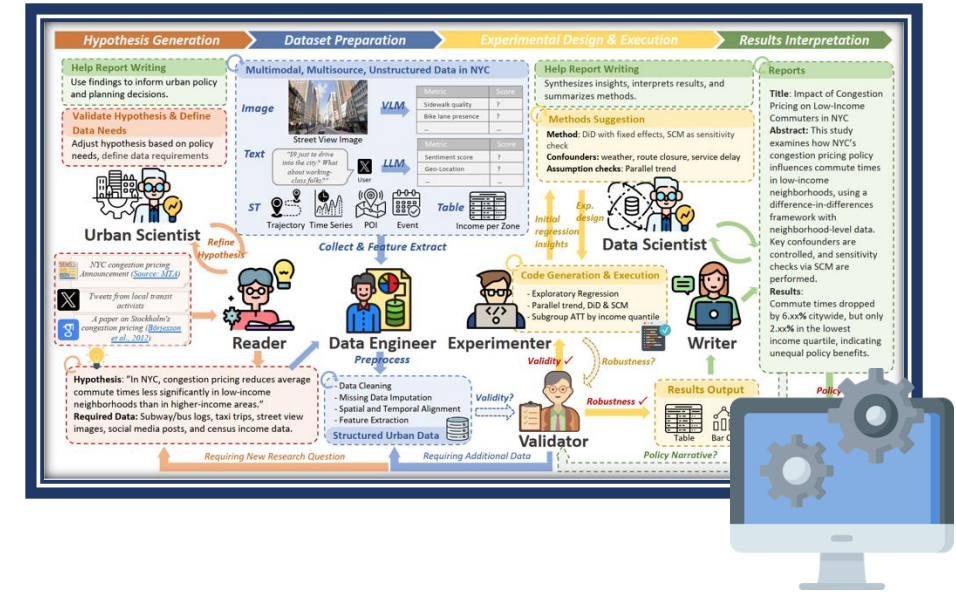 Hypothesis Generation
Dataset Preparation
Experimental Design & Execution
Results Interpretation
Help Report Writing
Use findings to inform urban policy
and planning decisions.
Validate Hypothesis & Define
Data Needs
Adjust hypothesis based on policy
needs, define data requirements
Urban Scientist
Refine
Hypothesis
NYC congestion pricing
Announcement (Source: MTA)
Tweets from local transit
activists
A paper on Stockholm's
congestion pricing (Börjesson
et al., 2012)
Reader
Hypothesis: "In NYC, congestion pricing reduces average
commute times less significantly in low-income
neighborhoods than in higher-income areas."
Required Data: Subway/bus logs, taxi trips, street view
images, social media posts, and census income data.
Requiring New Research Question
Multimodal, Multisource, Unstructured Data in NYC
Image
Street View Image
VLM
Metric Score
Sidewalk quality ?
Bike lane presence ?
... ...
Text
"$9 just to drive
into the city? What
about working-
class folks?"
User
LLM
Metric Score
Sentiment score ?
Geo-Location ?
... ...
ST
Trajectory
Time Series
POI
Event
Table
Income per Zone
Collect & Feature Extract
Data Engineer
Preprocess
- Data Cleaning
- Missing Data Imputation
- Spatial and Temporal Alignment
- Feature Extraction
Structured Urban Data
Validity?
Requiring Additional Data
Help Report Writing
Synthesizes insights, interprets results, and
summarizes methods.
Methods Suggestion
Method: DiD with fixed effects, SCM as sensitivity
check
Confounders: weather, route closure, service delay
Assumption checks: Parallel trend
Initial
regression
insights
Exp.
design
Data Scientist
Code Generation & Execution
- Exploratory Regression
- Parallel trend, DiD & SCM
- Subgroup ATT by income quantile
Experimenter
Validity ✓
Robustness?
Robustness ✓
Validator
Writer
Results Output
Table
Bar
Policy Narrative?
Reports
Title: Impact of Congestion
Pricing on Low-Income
Commuters in NYC
Abstract: This study
examines how NYC's
congestion pricing policy
influences commute times
in low-income
neighborhoods, using a
difference-in-differences
framework with
neighborhood-level data.
Key confounders are
controlled, and sensitivity
checks via SCM are
performed.
Results:
Commute times dropped
by 6.xx% citywide, but only
2.xx% in the lowest
income quartile, indicating
unequal policy benefits.
Policy